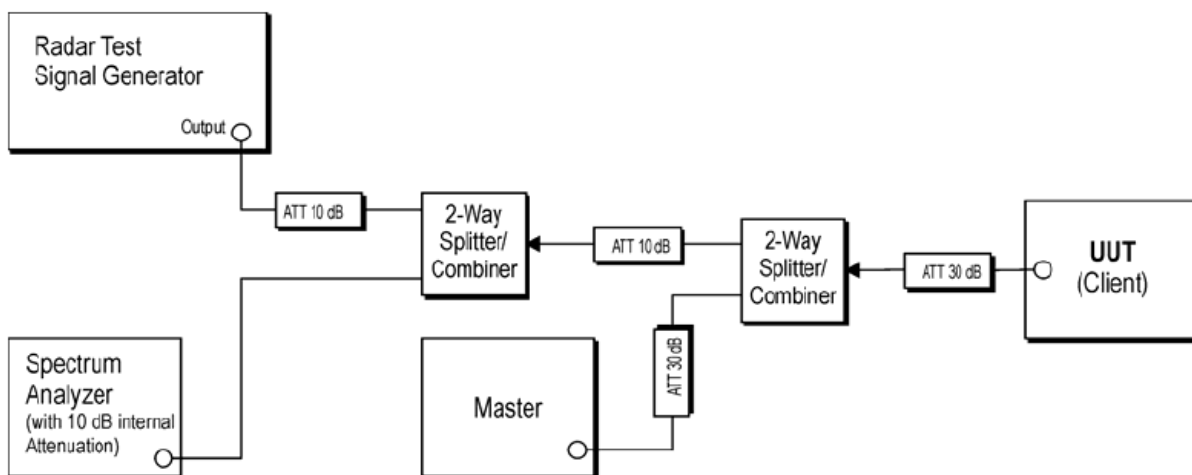 Radar Test
Signal Generator
Output
ATT 10 dB
2-Way
Splitter/
Combiner
ATT 10 dB
2-Way
Splitter/
Combiner
ATT 30 dB
UUT
(Client)
Spectrum
Analyzer
(with 10 dB internal
Attenuation)
Master
ATT 30 dB